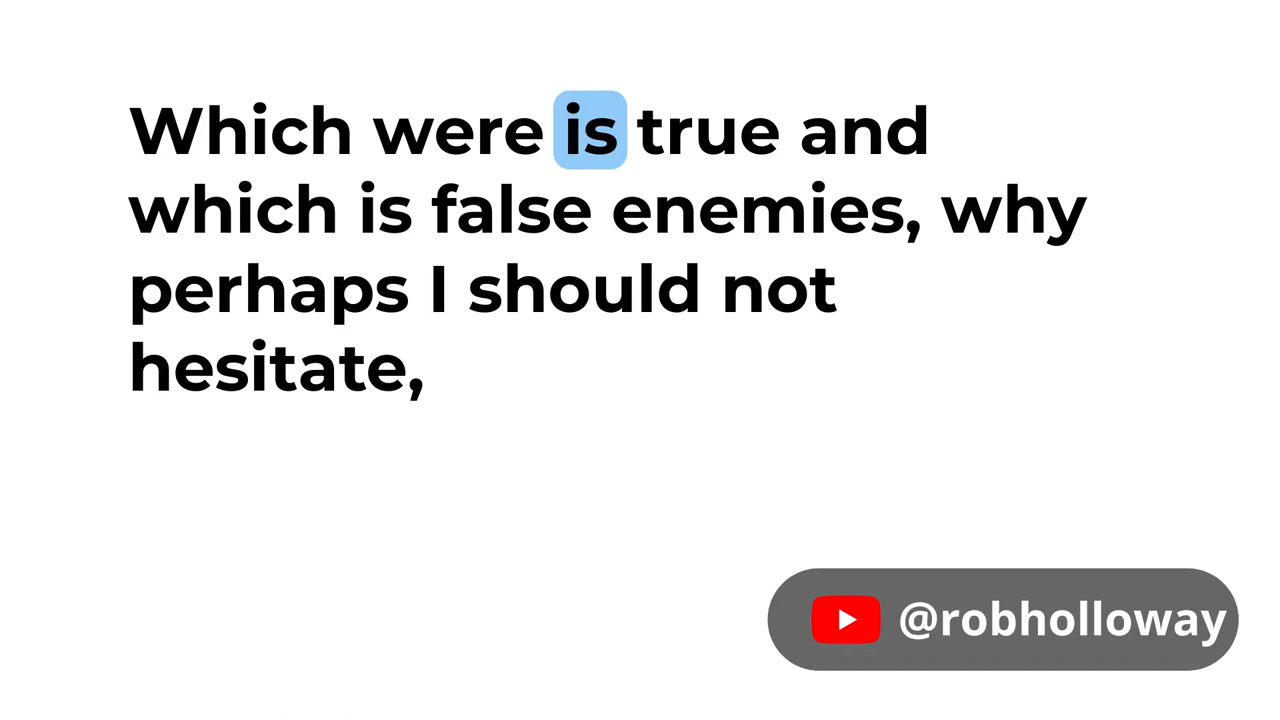 Which were is true and
which is false enemies, why
perhaps I should not
hesitate,
@robholloway